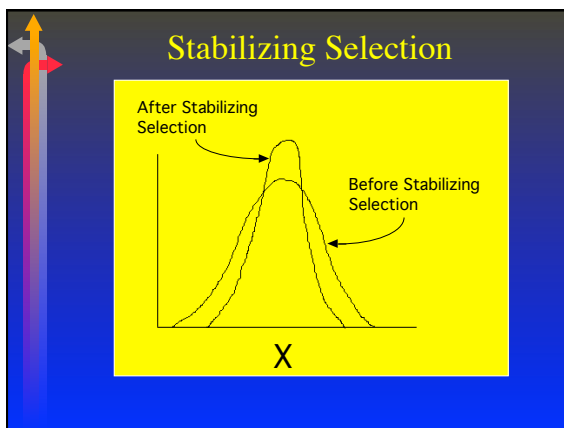 Stabilizing Selection
After Stabilizing
Selection
Before Stabilizing
Selection
X